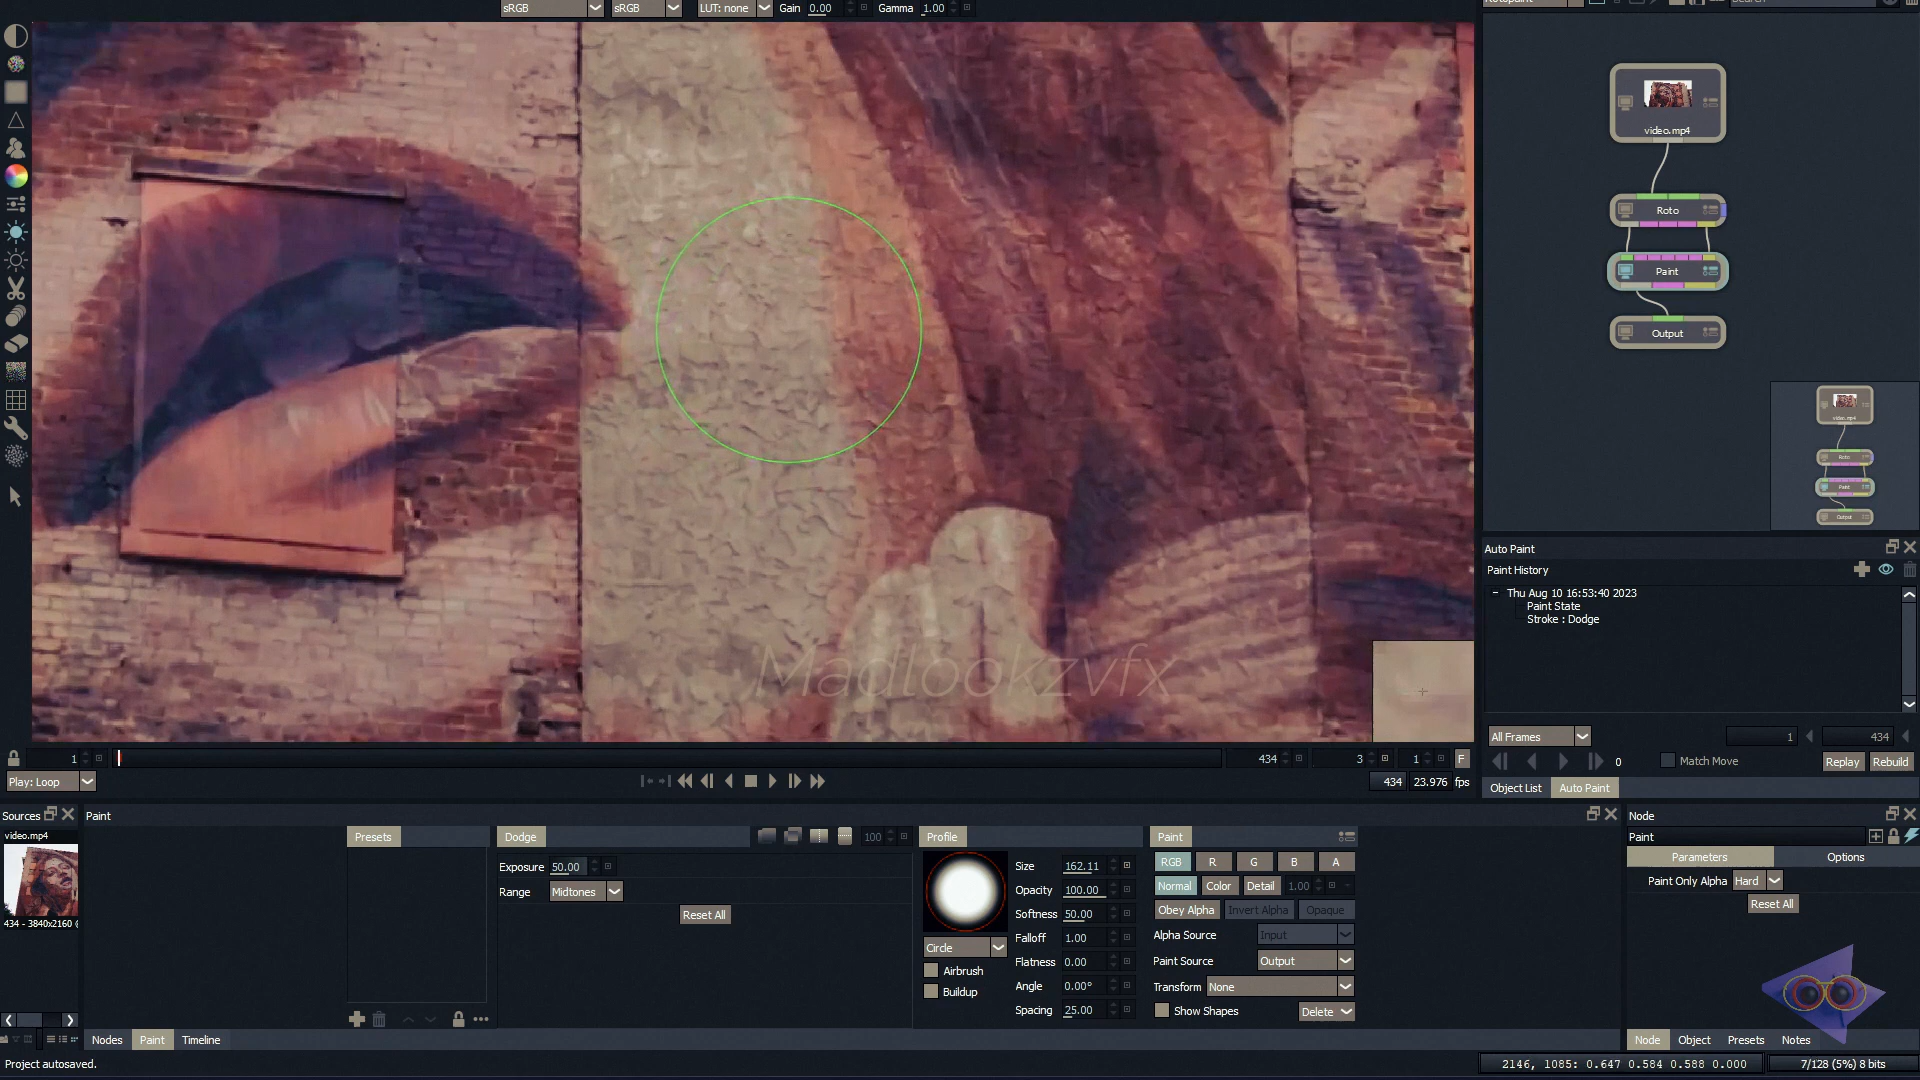 sRGB sRGB LUT: none Gain 0.00 Gamma 1.00
video.mp4
Roto
Paint
Output
video.mp4
Roto
Paint
Output
Auto Paint
Paint History
Thu Aug 10 16:53:40 2023
Paint State
Stroke : Dodge
Madlookzvfx
All Frames 1 434
0 Match Move Replay Rebuild
Object List Auto Paint
1 434 3 1 F
Play: Loop 434 23.976 fps
Sources
video.mp4
434 - 3840x2160
Paint
Presets
Dodge 100
Exposure 50.00
Range Midtones
Reset All
Profile
Circle
Airbrush
Buildup
Size 162.11
Opacity 100.00
Softness 50.00
Falloff 1.00
Flatness 0.00
Angle 0.00°
Spacing 25.00
Paint
RGB R G B A
Normal Color Detail 1.00
Obey Alpha Invert Alpha Opaque
Alpha Source Input
Paint Source Output
Transform None
Show Shapes Delete
Node
Paint
Parameters Options
Paint Only Alpha Hard
Reset All
Nodes Paint Timeline
Node Object Presets Notes
Project autosaved.
2146, 1085: 0.647 0.584 0.588 0.000
7/128 (5%) 8 bits